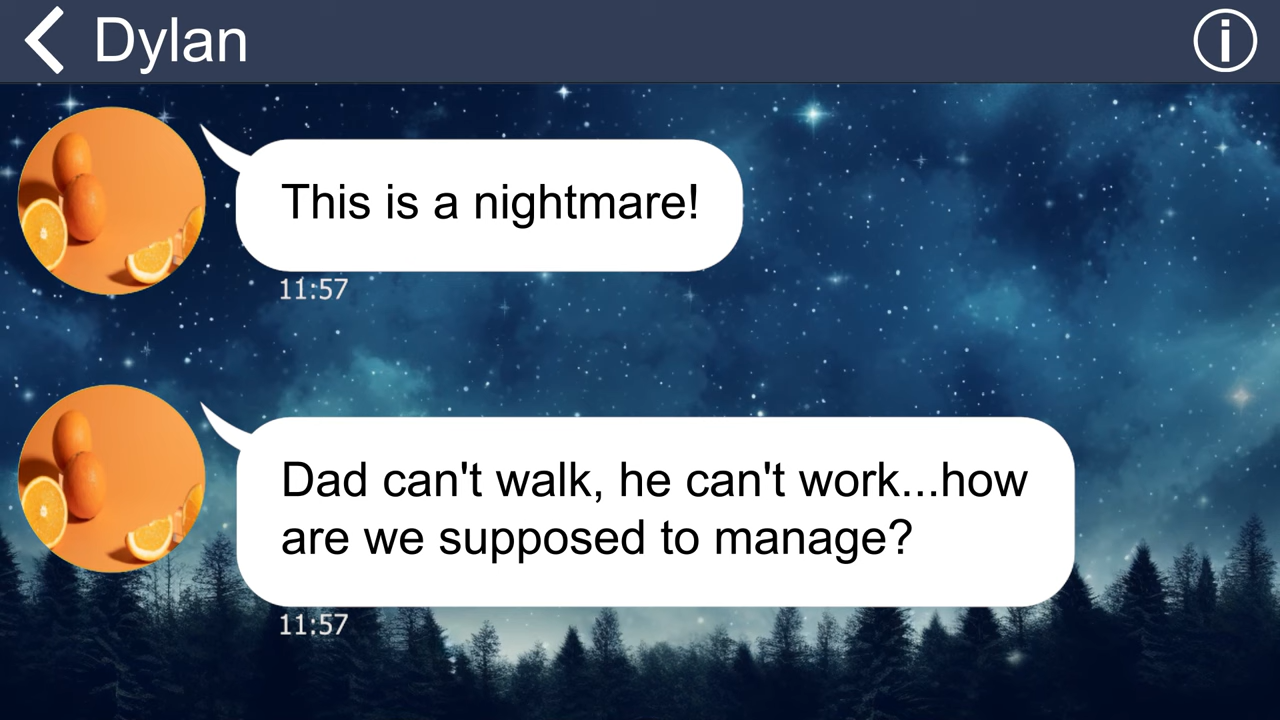 Dylan
This is a nightmare!
11:57
Dad can't walk, he can't work...how
are we supposed to manage?
11:57